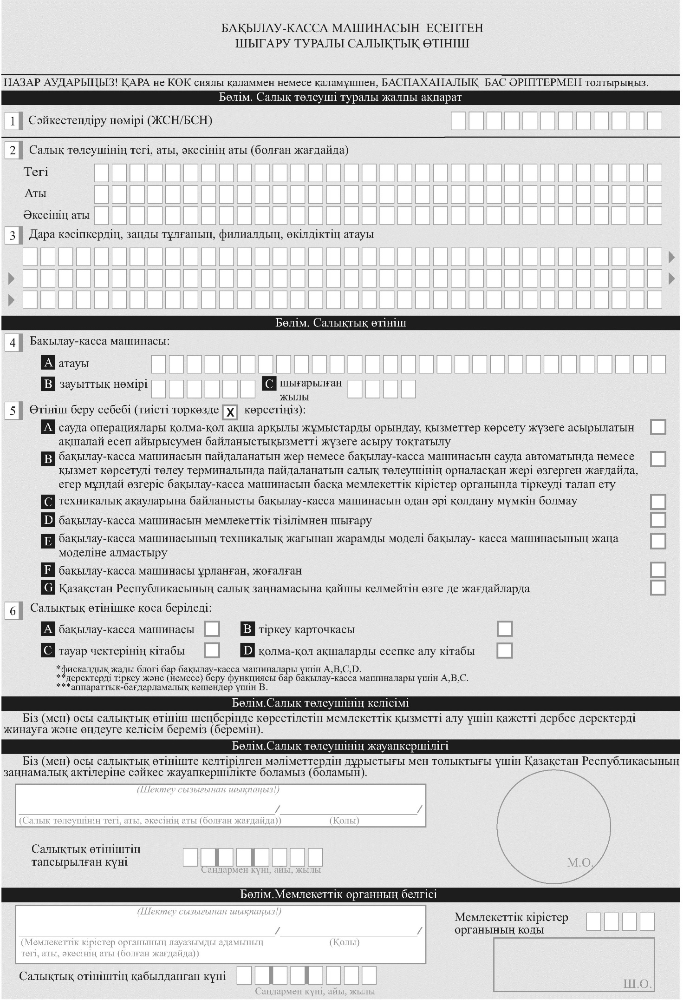 БАҚЫЛАУ-КАССА МАШИНАСЫН ЕСЕПТЕН
ШЫҒАРУ ТУРАЛЫ САЛЫҚТЫҚ ӨТІНІШ
НАЗАР АУДАРЫҢЫЗ! ҚАРА не КӨК сиялы қаламмен немесе қаламұшпен, БАСПАХАНАЛЫҚ БАС ӘРІПТЕРМЕН толтырыңыз.
Бөлім. Салық төлеуші туралы жалпы ақпарат
1 Сәйкестендіру нөмірі (ЖСН/БСН)
2 Салық төлеушінің тегі, аты, әкесінің аты (болған жағдайда)
Тегі
Аты
Әкесінің аты
3 Дара кәсіпкердің, заңды тұлғаның, филиалдың, өкілдіктің атауы
Бөлім. Салықтық өтініш
4 Бақылау-касса машинасы:
A атауы
B зауыттық нөмірі C шығарылған
жылы
5 Өтініш беру себебі (тиісті торкөзде X көрсетіңіз):
A сауда операциялары қолма-қол ақша арқылы жұмыстарды орындау, қызметтер көрсету жүзеге асырылатын
ақшалай есеп айырысумен байланыстықызметті жүзеге асыру тоқтатылу
B бақылау-касса машинасын пайдаланатын жер немесе бақылау-касса машинасын сауда автоматында немесе
қызмет көрсетуді төлеу терминалында пайдаланатын салық төлеушінің орналасқан жері өзгерген жағдайда,
егер мұндай өзгеріс бақылау-касса машинасын басқа мемлекеттік кірістер органында тіркеуді талап ету
C техникалық ақауларына байланысты бақылау-касса машинасын одан әрі қолдану мүмкін болмау
D бақылау-касса машинасын мемлекеттік тізілімнен шығару
E бақылау-касса машинасының техникалық жағынан жарамды моделі бақылау- касса машинасының жаңа
моделіне алмастыру
F бақылау-касса машинасы ұрланған, жоғалған
G Қазақстан Республикасының салық заңнамасына қайшы келмейтін өзге де жағдайларда
6 Салықтық өтінішке қоса беріледі:
A бақылау-касса машинасы B тіркеу карточкасы
C тауар чектерінің кітабы D қолма-қол ақшаларды есепке алу кітабы
*фискалдық жады блогі бар бақылау-касса машиналары үшін A,B,C,D.
**деректерді тіркеу және (немесе) беру функциясы бар бақылау-касса машиналары үшін A,B,C.
***аппараттық-бағдарламалық кешендер үшін B.
Бөлім.Салық төлеушінің келісімі
Біз (мен) осы салықтық өтініш шеңберінде көрсетілетін мемлекеттік қызметті алу үшін қажетті дербес деректерді
жинауға және өңдеуге келісім береміз (беремін).
Бөлім.Салық төлеушінің жауапкершілігі
Біз (мен) осы салықтық өтініште келтірілген мәліметтердің дұрыстығы мен толықтығы үшін Қазақстан Республикасының
заңнамалық актілеріне сәйкес жауапкершілікте боламыз (боламын).
(Шектеу сызығынан шықпаңыз!)
/ /
(Салық төлеушінің тегі, аты, әкесінің аты (болған жағдайда)) (Қолы)
Салықтық өтініштің
тапсырылған күні
Сандармен күні, айы, жылы
М.О.
Бөлім.Мемлекеттік органның белгісі
(Шектеу сызығынан шықпаңыз!)
/ /
(Мемлекеттік кірістер органының лауазымды адамының (Қолы)
тегі, аты, әкесінің аты (болған жағдайда))
Мемлекеттік кірістер
органының коды
Салықтық өтініштің қабылданған күні
Сандармен күні, айы, жылы
Ш.О.